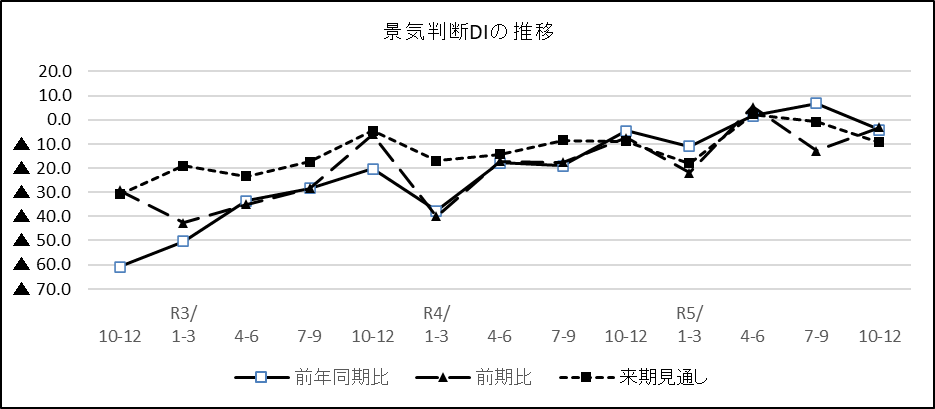 景気判断DIの推移
20.0
10.0
0.0
▲ 10.0
▲ 20.0
▲ 30.0
▲ 40.0
▲ 50.0
▲ 60.0
▲ 70.0
R3/ R4/ R5/
10-12 1-3 4-6 7-9 10-12 1-3 4-6 7-9 10-12 1-3 4-6 7-9 10-12
前年同期比 前期比 来期見通し